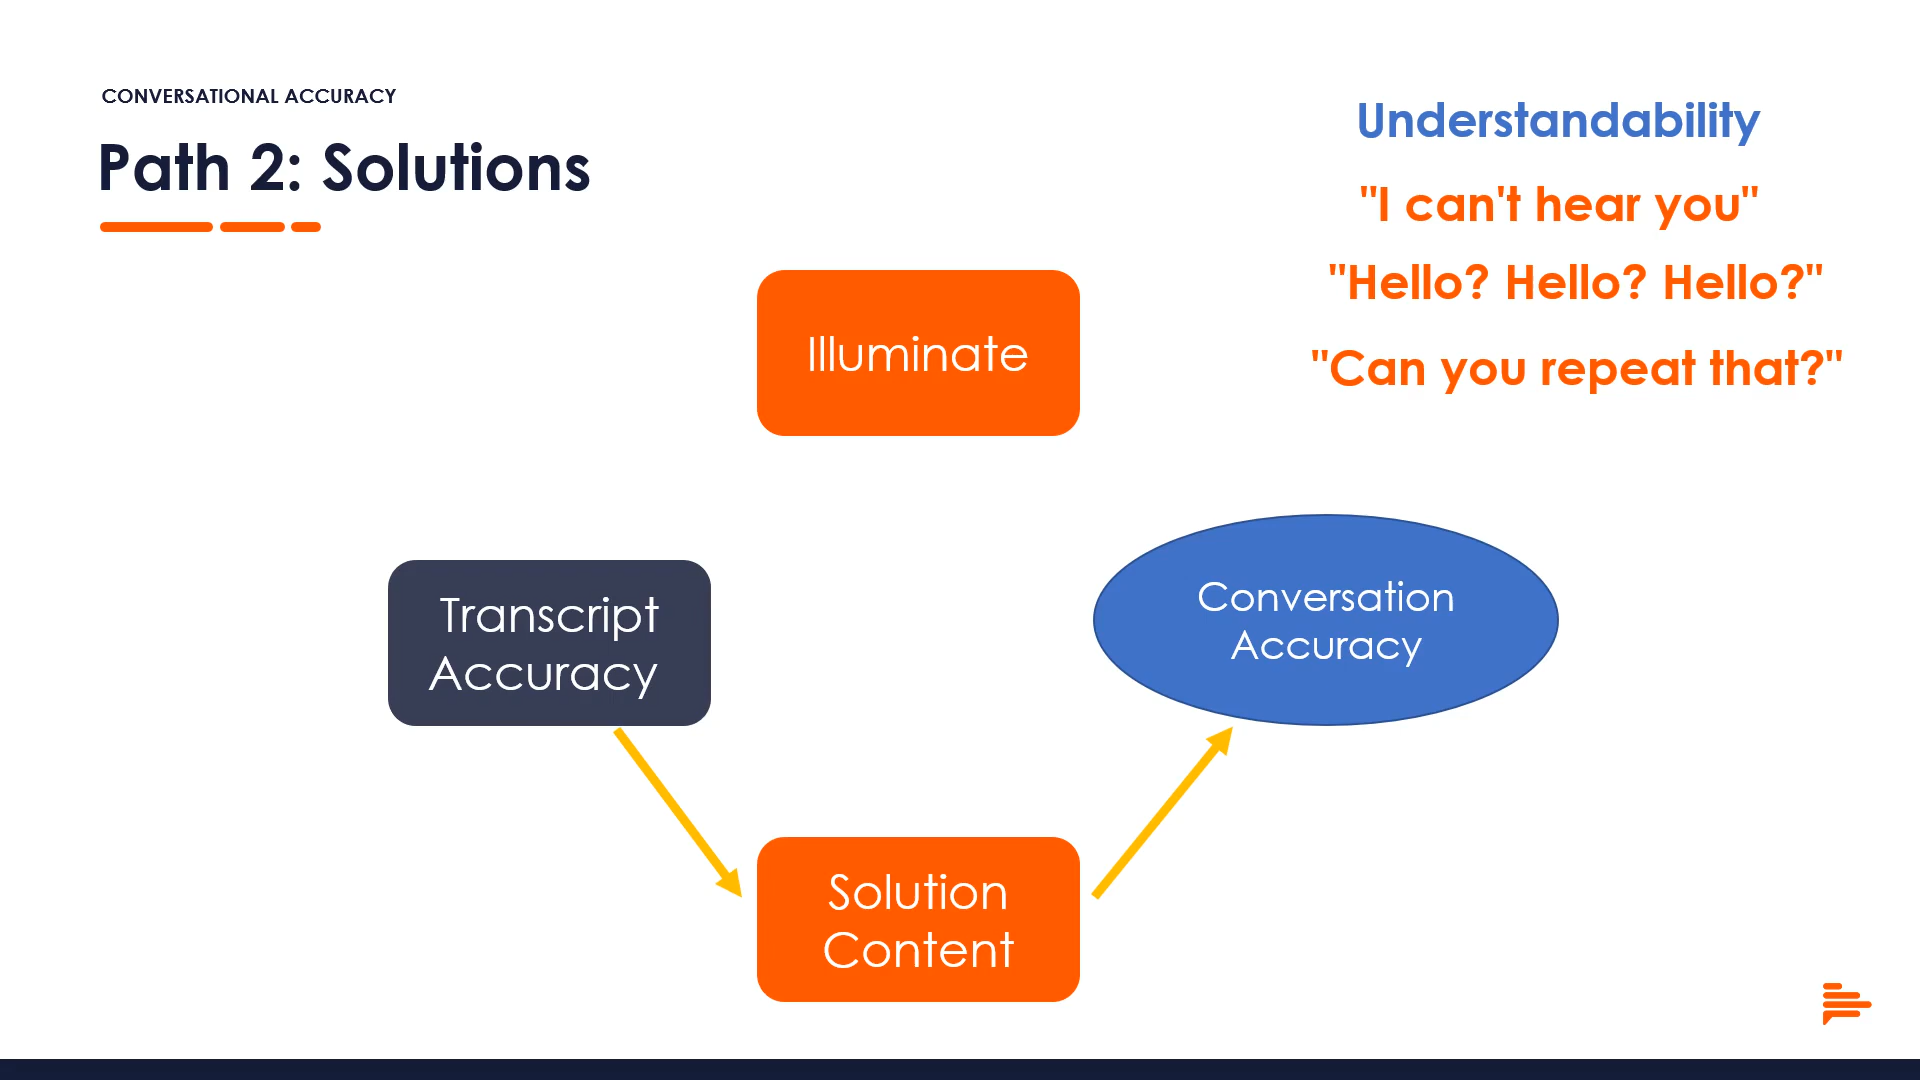 CONVERSATIONAL ACCURACY
Path 2: Solutions
Understandability
"I can't hear you"
"Hello? Hello? Hello?"
"Can you repeat that?"
Illuminate
Transcript
Accuracy
Conversation
Accuracy
Solution
Content